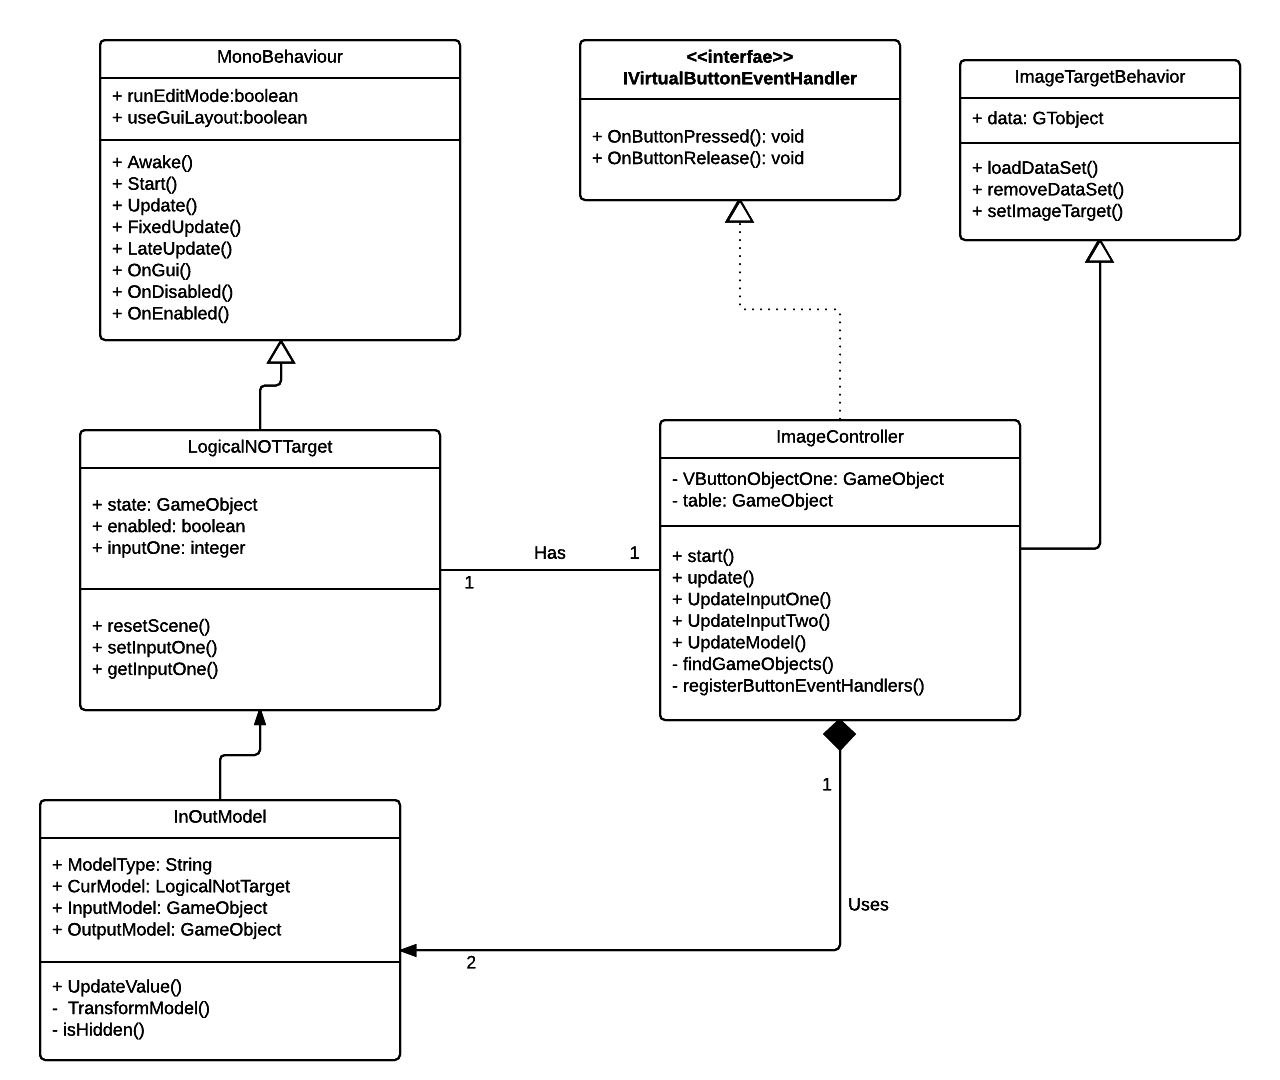 MonoBehaviour
+ runEditMode:boolean
+ useGuiLayout:boolean
+ Awake()
+ Start()
+ Update()
+ FixedUpdate()
+ LateUpdate()
+ OnGui()
+ OnDisabled()
+ OnEnabled()
<<interfae>>
IVirtualButtonEventHandler
+ OnButtonPressed(): void
+ OnButtonRelease(): void
ImageTargetBehavior
+ data: GTobject
+ loadDataSet()
+ removeDataSet()
+ setImageTarget()
LogicalNOTTarget
+ state: GameObject
+ enabled: boolean
+ inputOne: integer
+ resetScene()
+ setInputOne()
+ getInputOne()
Has
1
1
ImageController
- VButtonObjectOne: GameObject
- table: GameObject
+ start()
+ update()
+ UpdateInputOne()
+ UpdateInputTwo()
+ UpdateModel()
- findGameObjects()
- registerButtonEventHandlers()
1
Uses
2
InOutModel
+ ModelType: String
+ CurModel: LogicalNotTarget
+ InputModel: GameObject
+ OutputModel: GameObject
+ UpdateValue()
- TransformModel()
- isHidden()